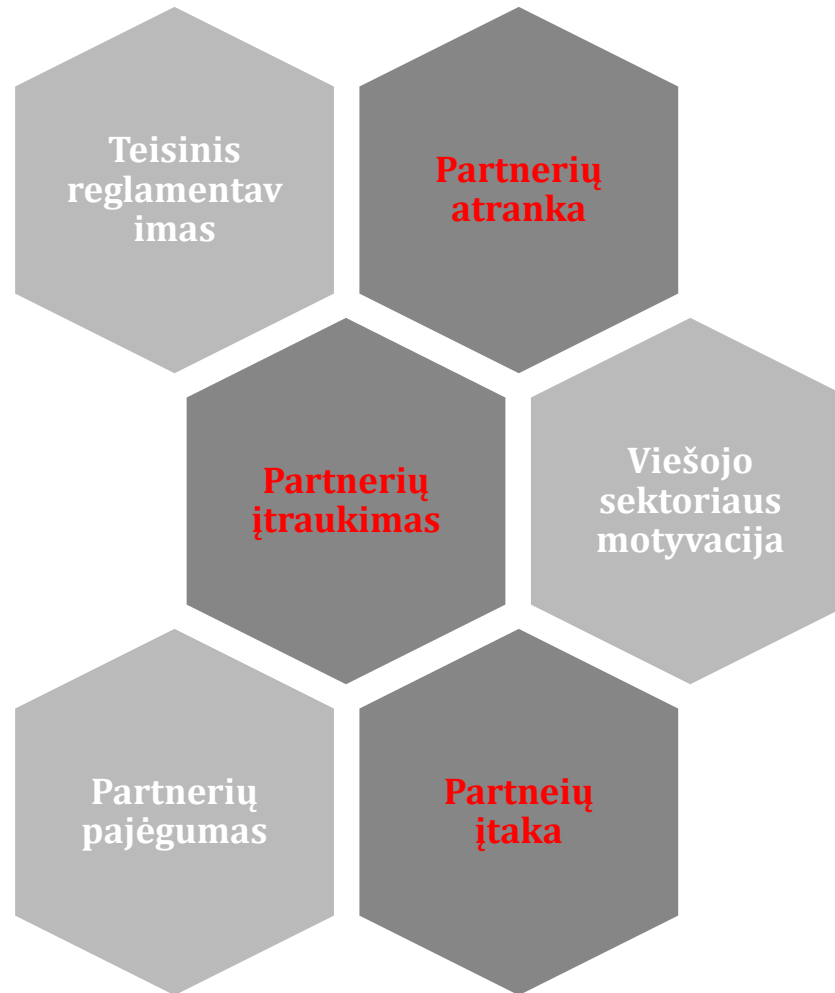 Teisinis
reglamentav
imas
Partnerių
atranka
Partnerių
įtraukimas
Viešojo
sektoriaus
motyvacija
Partnerių
pajėgumas
Partneių
įtaka